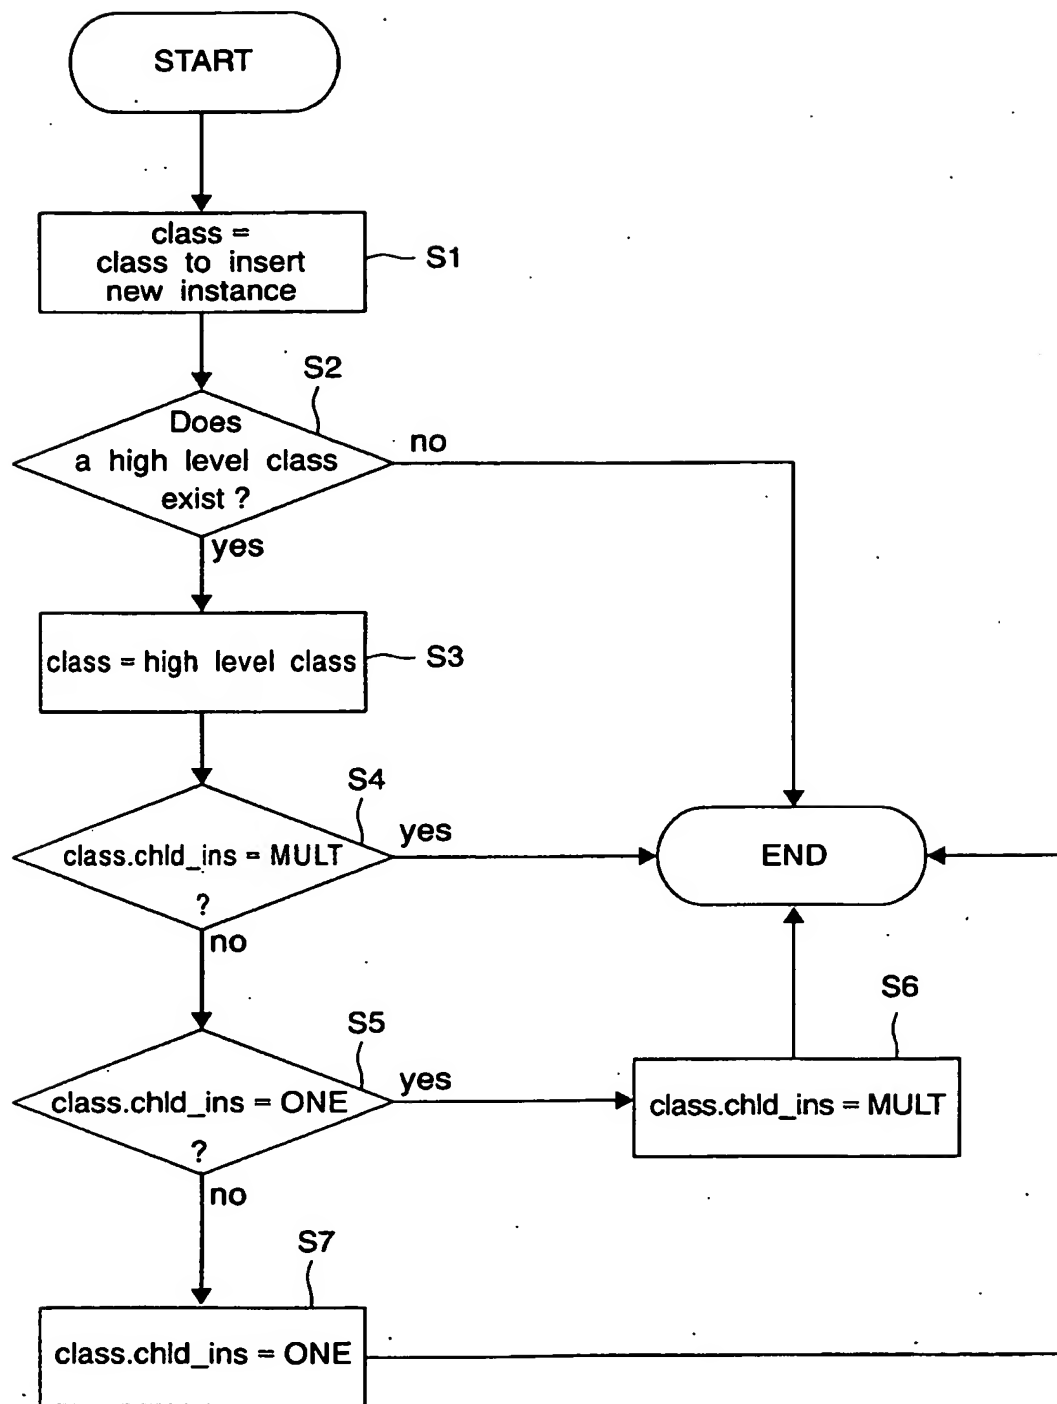 START
class =
class to insert
new instance
S1
S2
Does
a high level class
exist ?
no
yes
class = high level class
S3
S4
class.chld_ins = MULT
?
yes
END
no
S5
class.chld_ins = ONE
?
yes
S6
class.chld_ins = MULT
no
S7
class.chld_ins = ONE